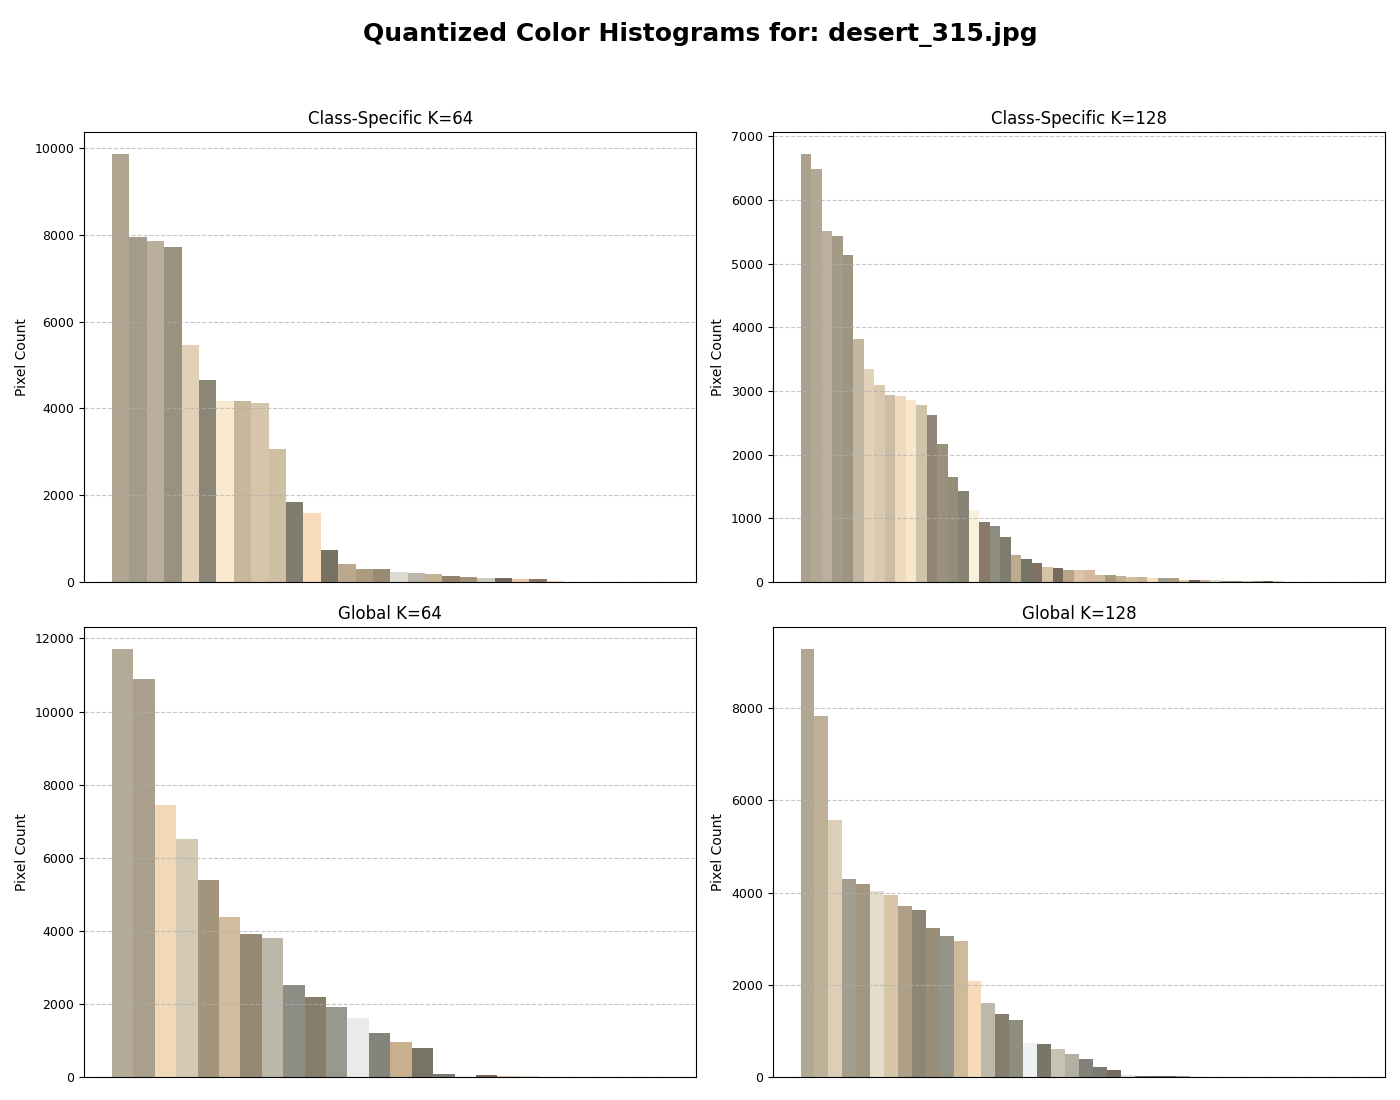 Quantized Color Histograms for: desert_315.jpg
Class-Specific K=64
Pixel Count
10000
8000
6000
4000
2000
0
Class-Specific K=128
Pixel Count
7000
6000
5000
4000
3000
2000
1000
0
Global K=64
Pixel Count
12000
10000
8000
6000
4000
2000
0
Global K=128
Pixel Count
8000
6000
4000
2000
0